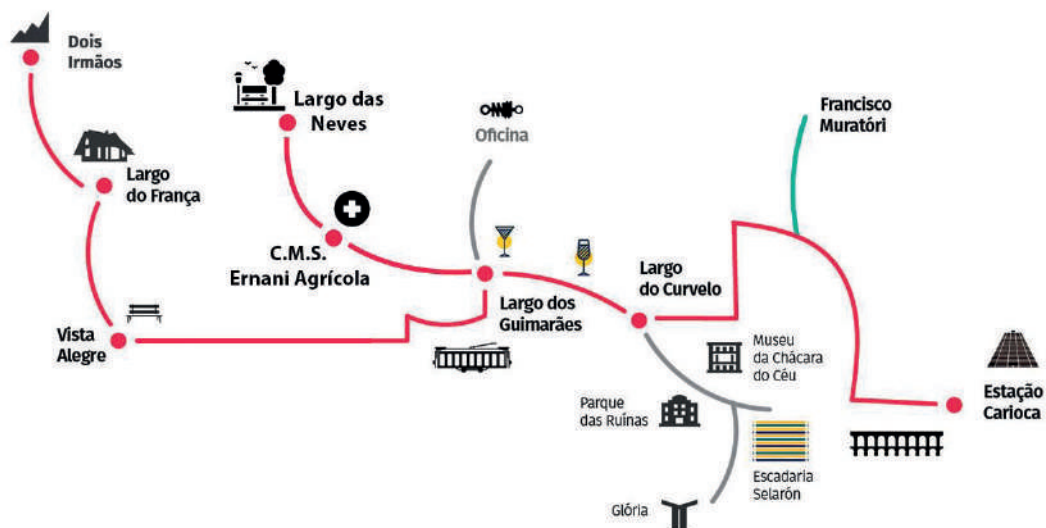 Dois
Irmãos
Largo das
Neves
Oficina
Francisco
Muratóri
Largo
do França
C.M.S.
Ernani Agrícola
Largo dos
Guimarães
Largo
do Curvelo
Vista
Alegre
Museu
da Chácara
do Céu
Parque
das Ruínas
Estação
Carioca
Escadaria
Selarón
Glória